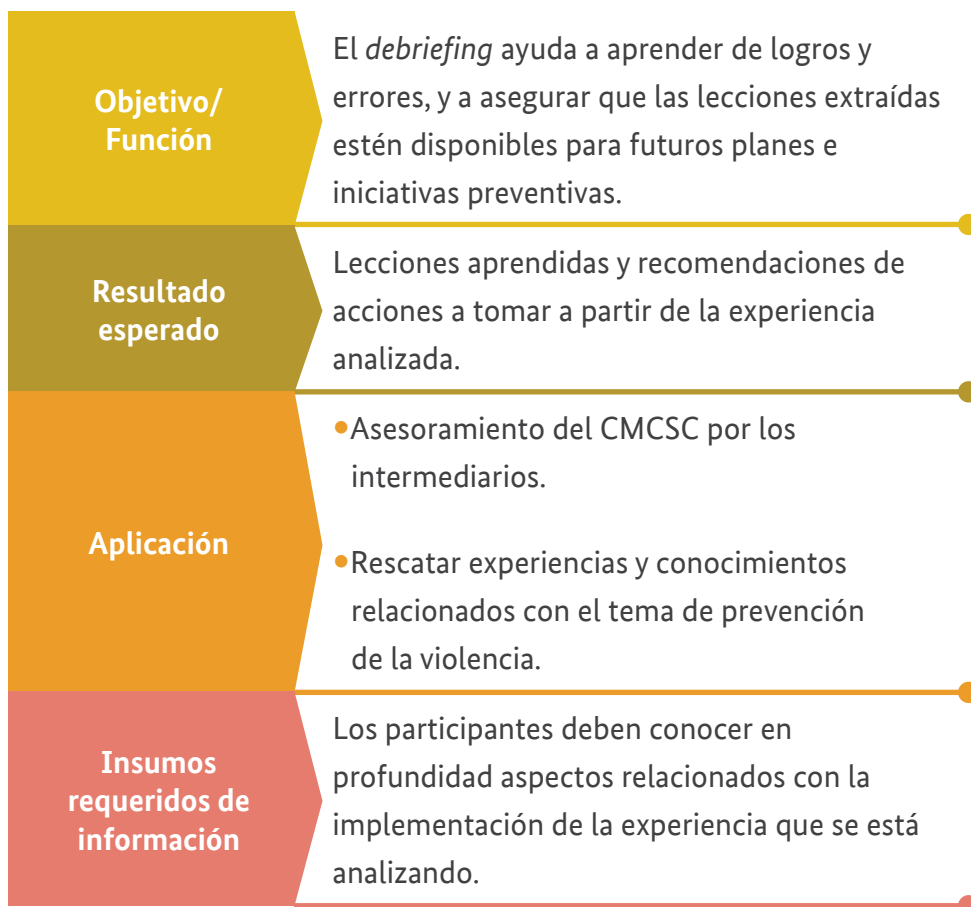 Objetivo/
Función
El debriefing ayuda a aprender de logros y
errores, y a asegurar que las lecciones extraídas
estén disponibles para futuros planes e
iniciativas preventivas.
Resultado
esperado
Lecciones aprendidas y recomendaciones de
acciones a tomar a partir de la experiencia
analizada.
Aplicación
•Asesoramiento del CMCSC por los
intermediarios.
•Rescatar experiencias y conocimientos
relacionados con el tema de prevención
de la violencia.
Insumos
requeridos de
información
Los participantes deben conocer en
profundidad aspectos relacionados con la
implementación de la experiencia que se está
analizando.